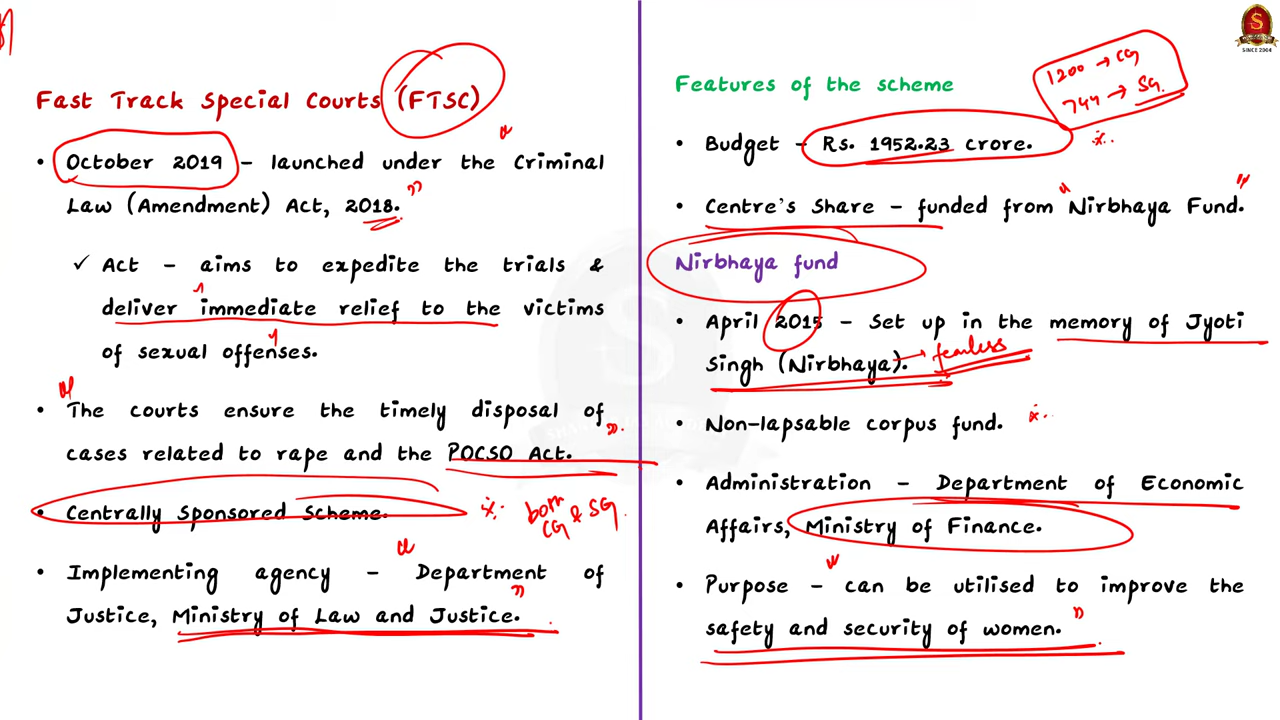 Fast Track Special Courts (FTSC)
• October 2019 – launched under the Criminal
Law (Amendment) Act, 2018.
✓ Act – aims to expedite the trials &
deliver immediate relief to the victims
of sexual offenses.
• The courts ensure the timely disposal of
cases related to rape and the POCSO Act.
• Centrally Sponsored Scheme.
both
CG & SG
• Implementing agency – Department of
Justice, Ministry of Law and Justice.
Features of the scheme
1200 → CG
744 → SG
• Budget – Rs. 1952.23 crore.
• Centre's Share – funded from Nirbhaya Fund.
Nirbhaya fund
• April 2015 – Set up in the memory of Jyoti
Singh (Nirbhaya). → fearless
• Non-lapsable corpus fund.
• Administration – Department of Economic
Affairs, Ministry of Finance.
• Purpose – can be utilised to improve the
safety and security of women.
S
SINCE 2004